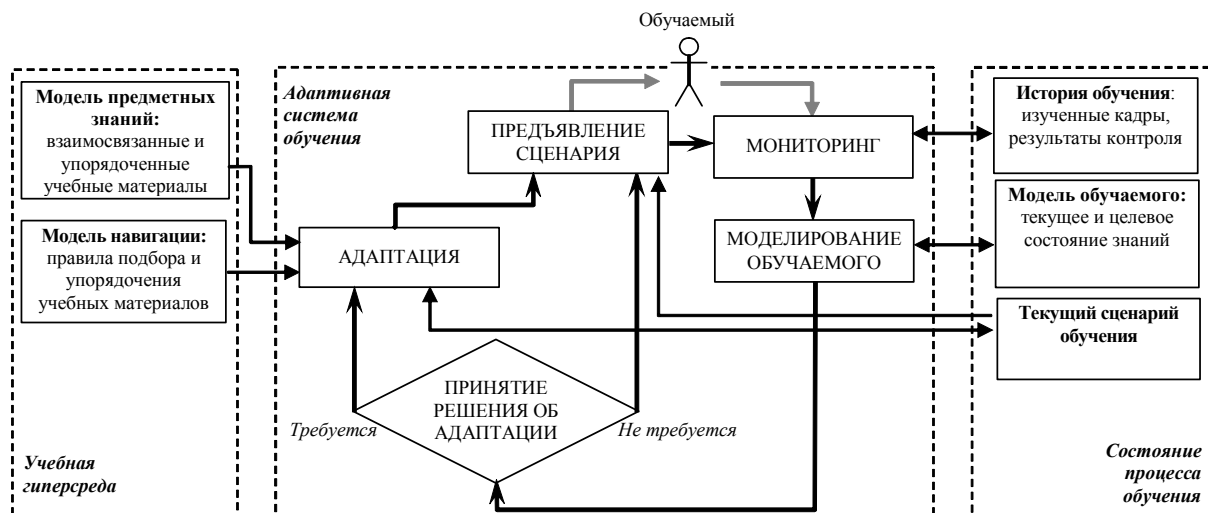 Обучаемый
Модель предметных
знаний:
взаимосвязанные и
упорядоченные
учебные материалы
Модель навигации:
правила подбора и
упорядочения
учебных материалов
Учебная
гиперсреда
Адаптивная
система
обучения
ПРЕДЪЯВЛЕНИЕ
СЦЕНАРИЯ
МОНИТОРИНГ
АДАПТАЦИЯ
МОДЕЛИРОВАНИЕ
ОБУЧАЕМОГО
ПРИНЯТИЕ
РЕШЕНИЯ ОБ
АДАПТАЦИИ
Требуется
Не требуется
История обучения:
изученные кадры,
результаты контроля
Модель обучаемого:
текущее и целевое
состояние знаний
Текущий сценарий
обучения
Состояние
процесса
обучения